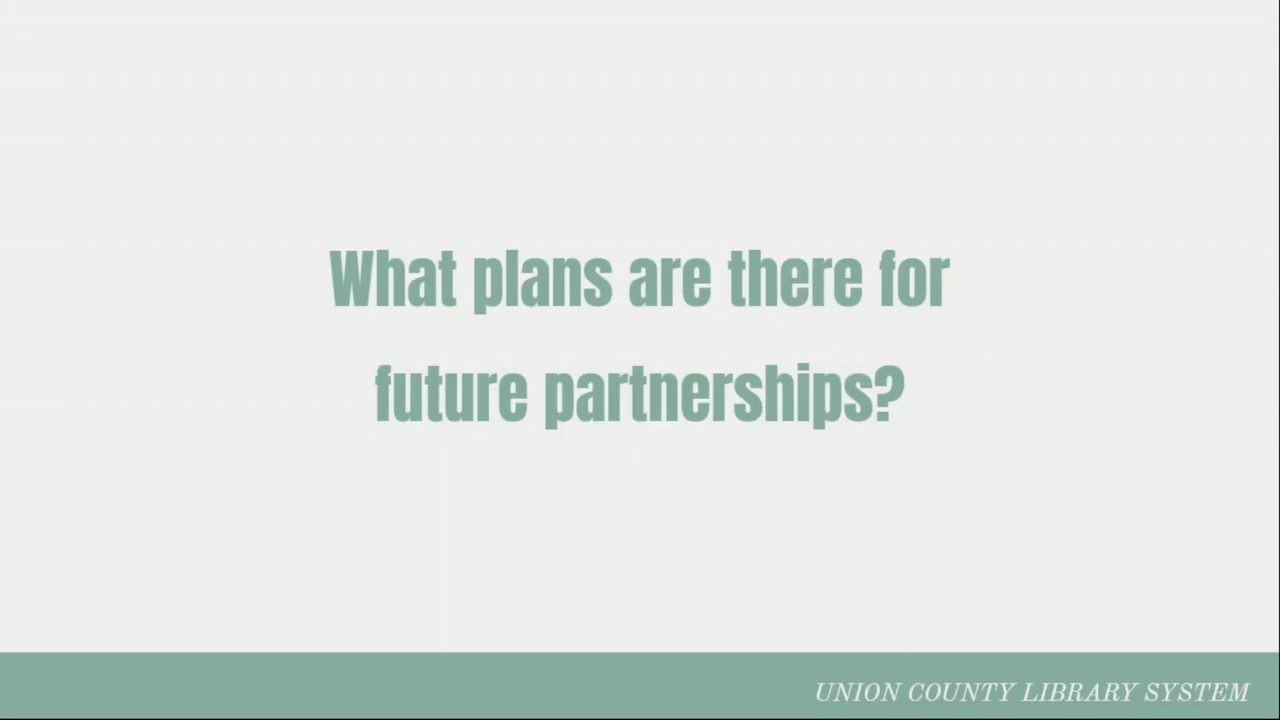 What plans are there for
future partnerships?
UNION COUNTY LIBRARY SYSTEM